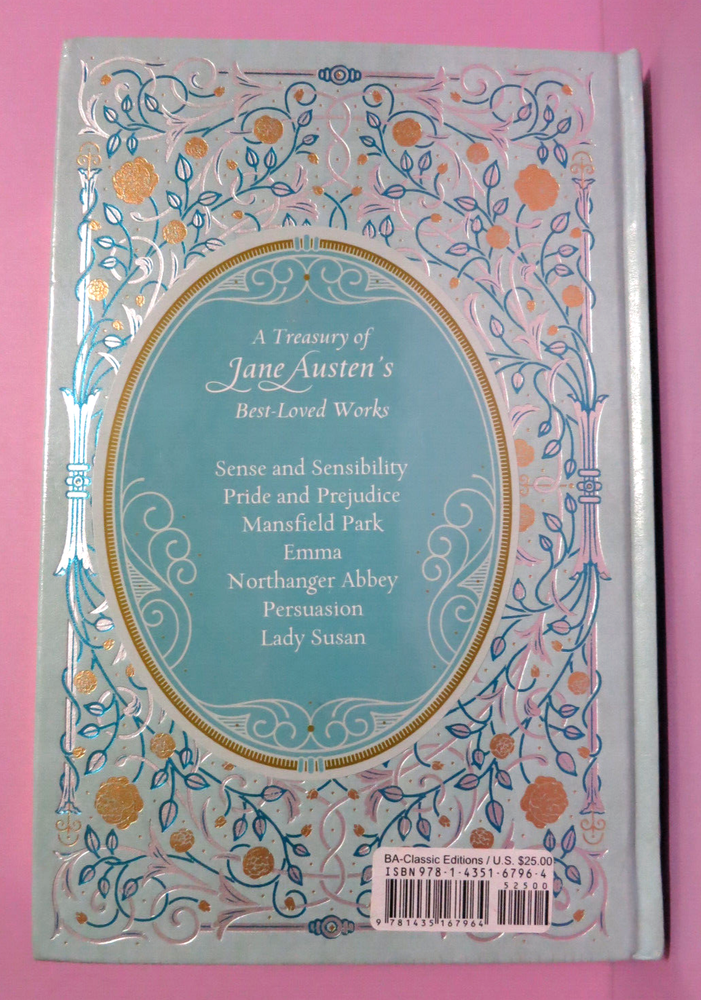 A Treasury of
Jane Austen's
Best-Loved Works
Sense and Sensibility
Pride and Prejudice
Mansfield Park
Emma
Northanger Abbey
Persuasion
Lady Susan
BA-Classic Editions / U.S. $25.00
ISBN 978-1-4351-6796-4
52500
9 781435 167964